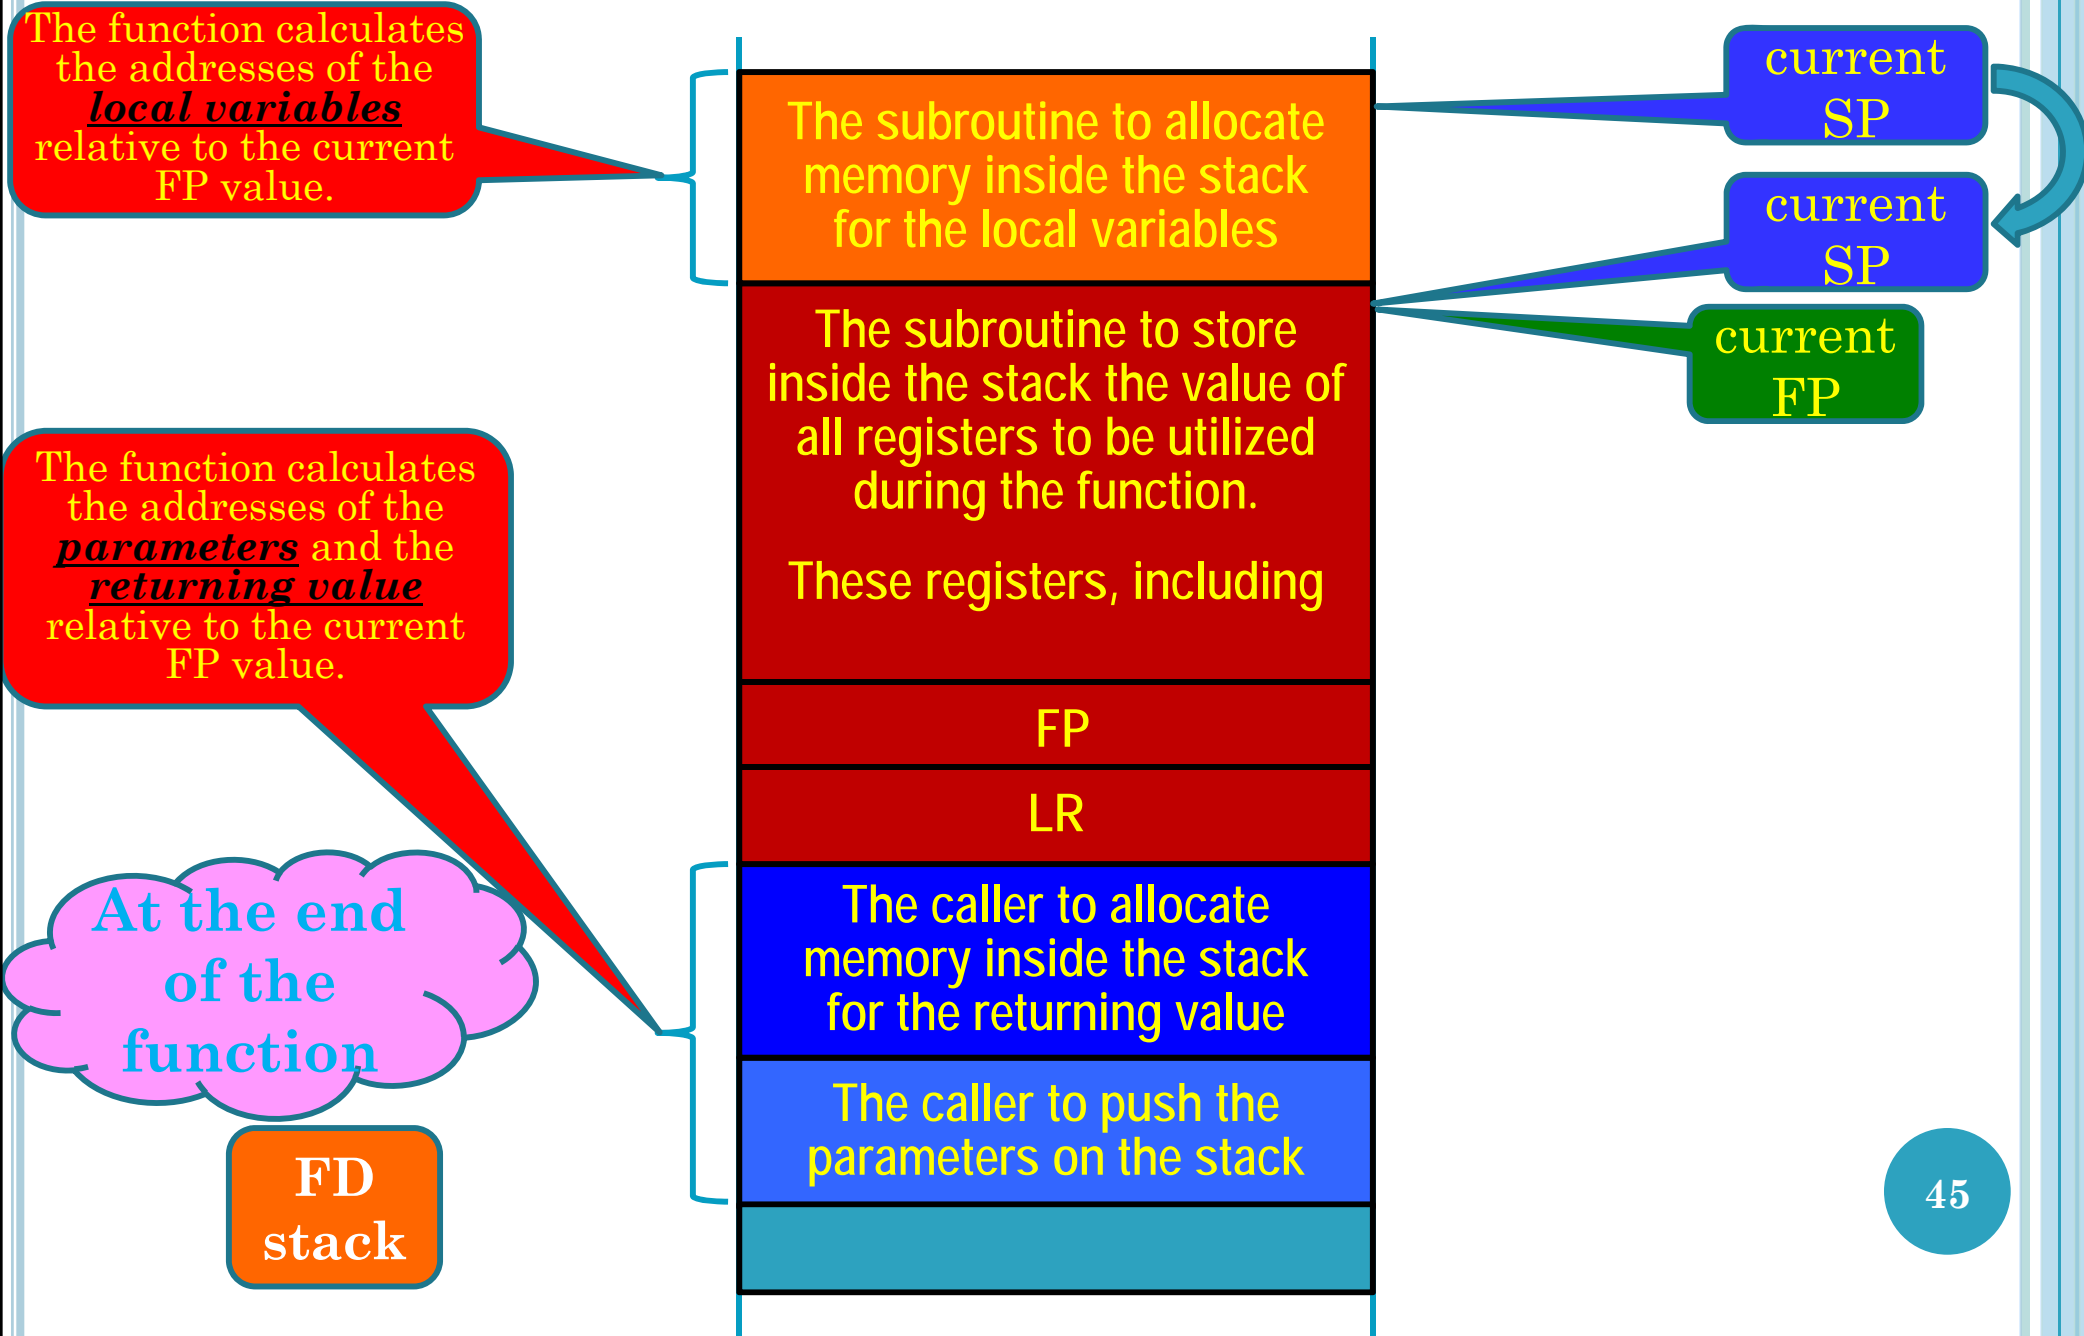 The function calculates
the addresses of the
local variables
relative to the current
FP value.
The subroutine to allocate
memory inside the stack
for the local variables
current
SP
current
SP
The subroutine to store
inside the stack the value of
all registers to be utilized
during the function.
These registers, including
current
FP
The function calculates
the addresses of the
parameters and the
returning value
relative to the current
FP value.
FP
LR
At the end
of the
function
The caller to allocate
memory inside the stack
for the returning value
The caller to push the
parameters on the stack
FD
stack
45